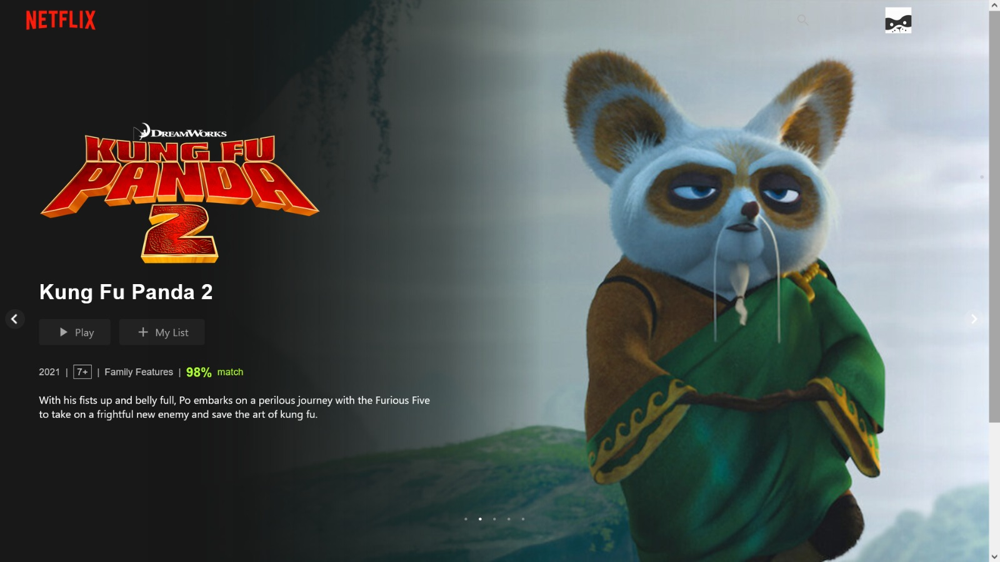 NETFLIX
DREAMWORKS
KUNG FU
PANDA
2
Kung Fu Panda 2
Play
My List
2021 | 7+ | Family Features | 98% match
With his fists up and belly full, Po embarks on a perilous journey with the Furious Five
to take on a frightful new enemy and save the art of kung fu.